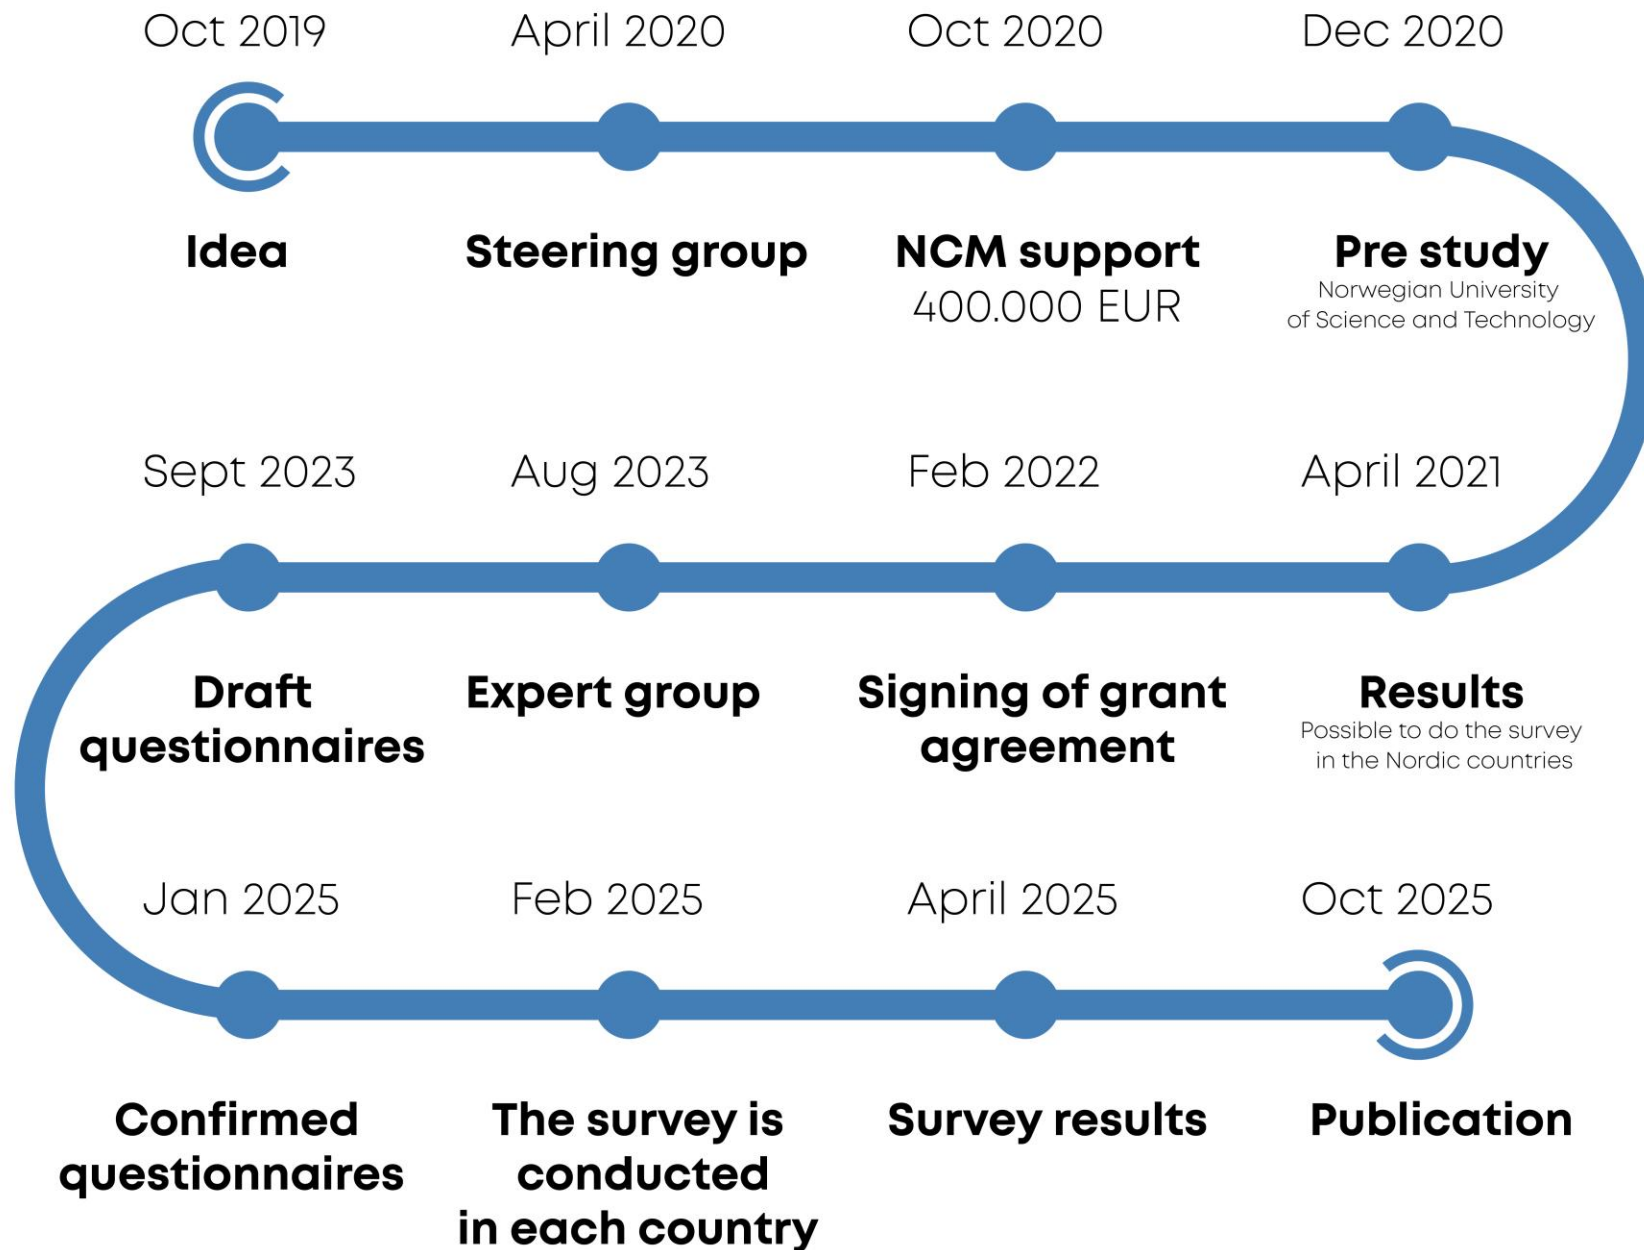 Oct 2019
April 2020
Oct 2020
Dec 2020
Idea
Steering group
NCM support
400.000 EUR
Pre study
Norwegian University
of Science and Technology
Sept 2023
Aug 2023
Feb 2022
April 2021
Draft
questionnaires
Expert group
Signing of grant
agreement
Results
Possible to do the survey
in the Nordic countries
Jan 2025
Feb 2025
April 2025
Oct 2025
Confirmed
questionnaires
The survey is
conducted
in each country
Survey results
Publication